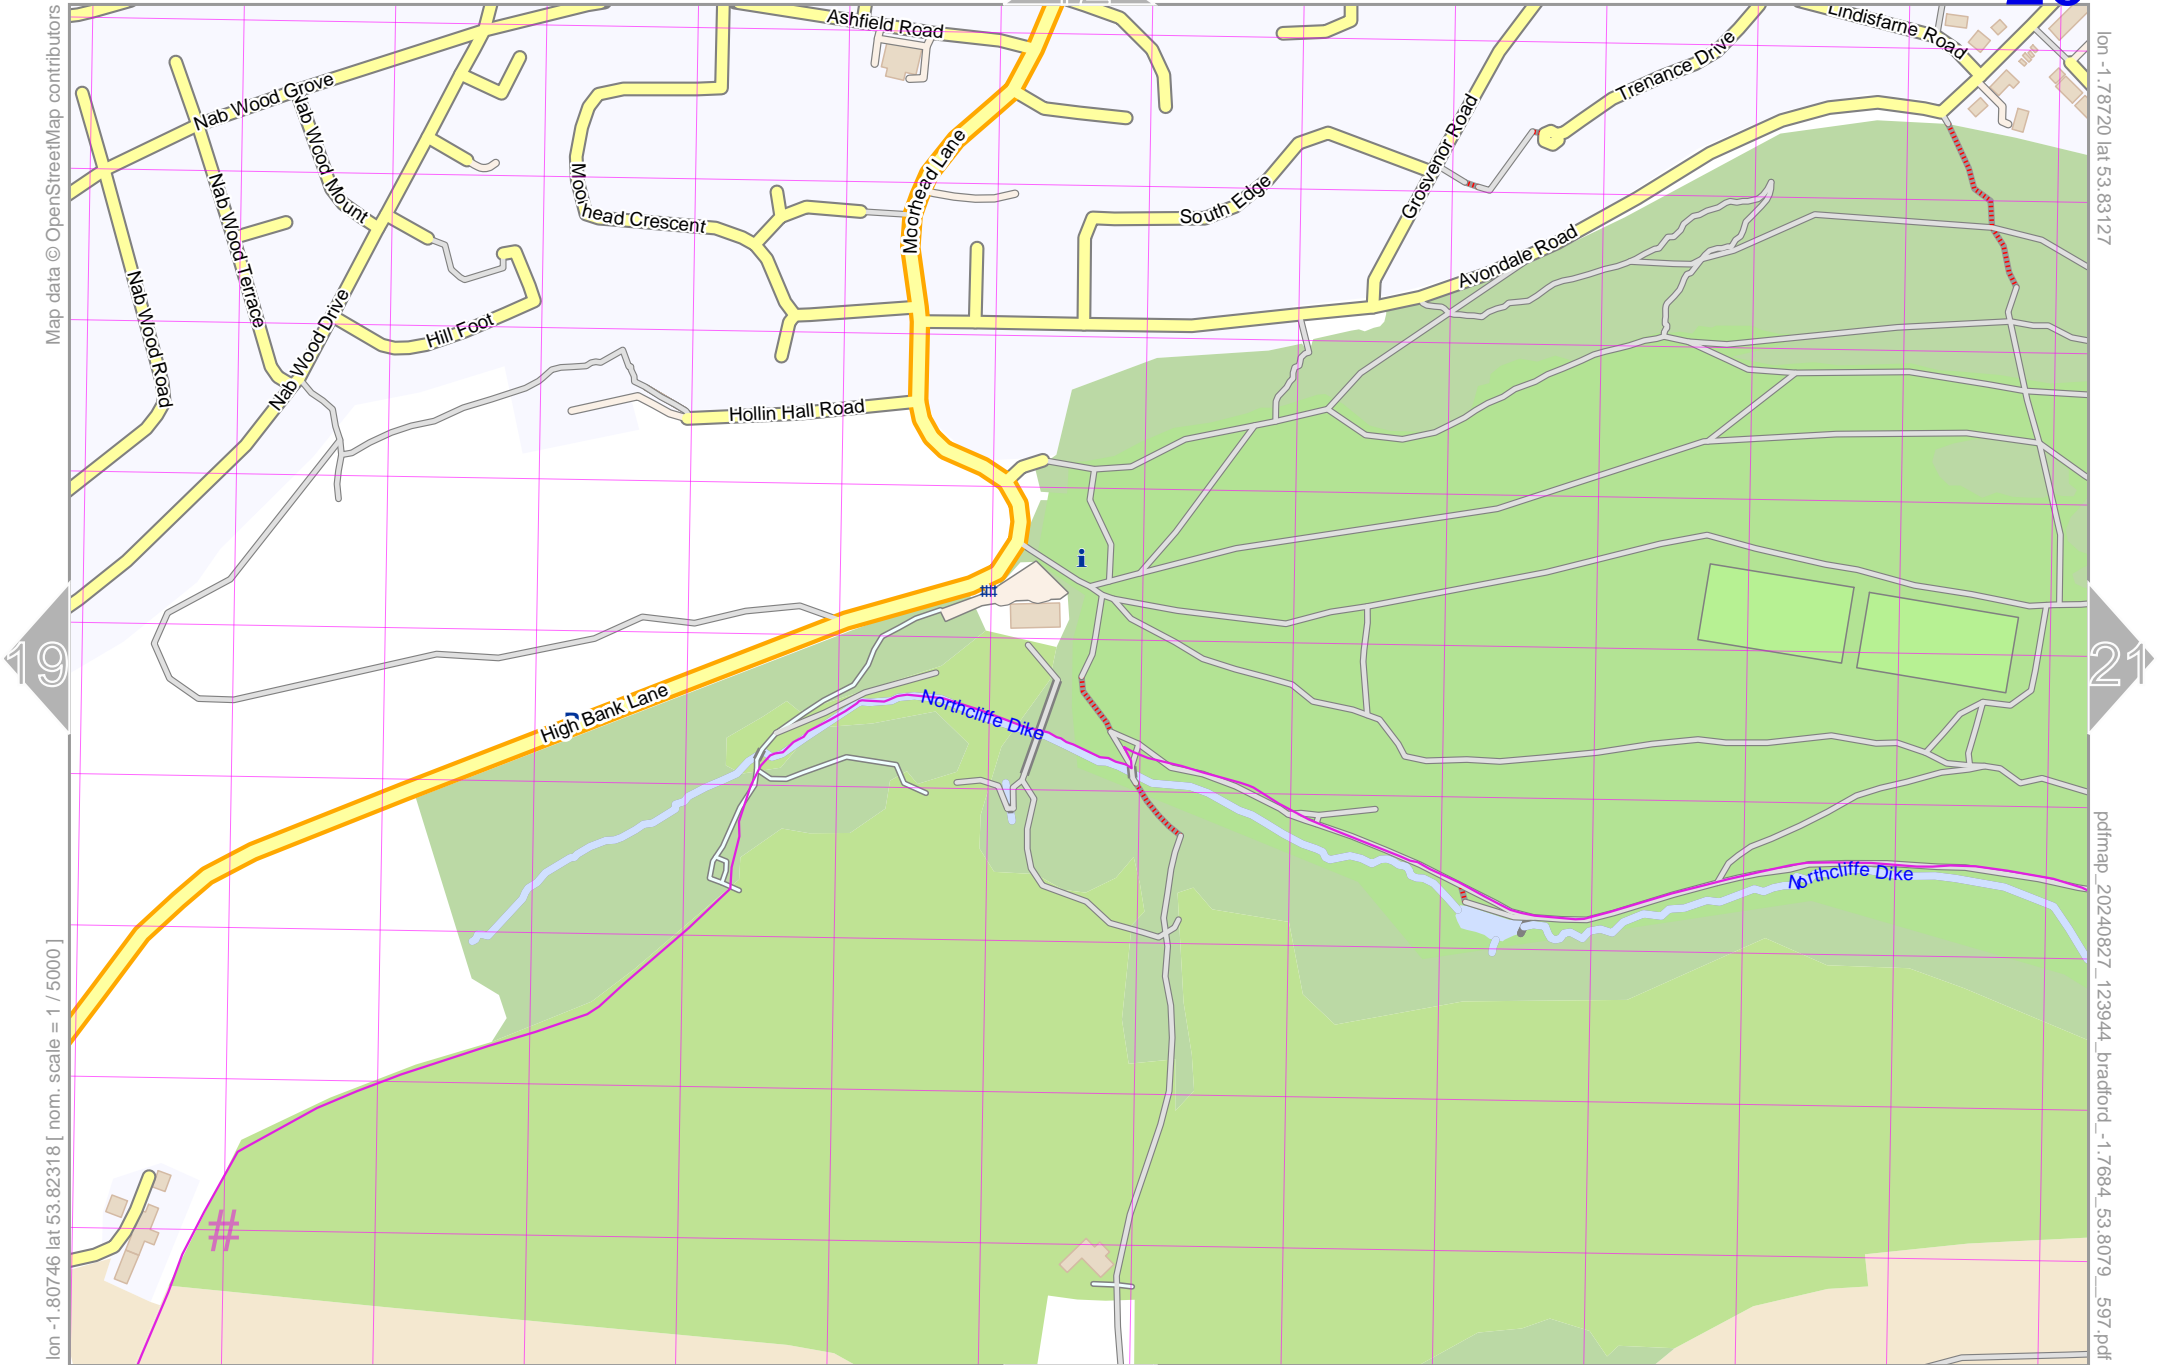 Ashfield Road
Lindisfarne Road
Trenance Drive
Nab Wood Grove
Nab Wood Mount
Moorhead Lane
Grosvenor Road
South Edge
Nab Wood Terrace
Moorhead Crescent
Avondale Road
Nab Wood Road
Nab Wood Drive
Hill Foot
Hollin Hall Road
i
19
21
High Bank Lane
Northcliffe Dike
Northcliffe Dike
#
Map data © OpenStreetMap contributors
lon -1.80746 lat 53.82318 [ nom. scale = 1 / 5000 ]
lon -1.78720 lat 53.83127
pdfmap_20240827_123944_bradford_-1.7684_53.8079__597.pdf